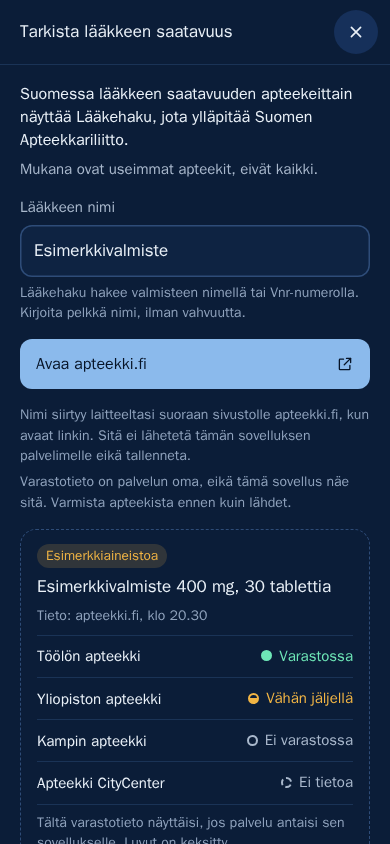 Tarkista lääkkeen saatavuus
Suomessa lääkkeen saatavuuden apteekeittain
näyttää Lääkehaku, jota ylläpitää Suomen
Apteekkariliitto.
Mukana ovat useimmat apteekit, eivät kaikki.
Lääkkeen nimi
Esimerkkivalmiste
Lääkehaku hakee valmisteen nimellä tai Vnr-numerolla.
Kirjoita pelkkä nimi, ilman vahvuutta.
Avaa apteekki.fi
Nimi siirtyy laitteeltasi suoraan sivustolle apteekki.fi, kun
avaat linkin. Sitä ei lähetetä tämän sovelluksen
palvelimelle eikä tallenneta.
Varastotieto on palvelun oma, eikä tämä sovellus näe
sitä. Varmista apteekista ennen kuin lähdet.
Esimerkkiaineistoa
Esimerkkivalmiste 400 mg, 30 tablettia
Tieto: apteekki.fi, klo 20.30
Töölön apteekki Varastossa
Yliopiston apteekki Vähän jäljellä
Kampin apteekki Ei varastossa
Apteekki CityCenter Ei tietoa
Tältä varastotieto näyttäisi, jos palvelu antaisi sen
sovellukselle. Luvut on keksitty.